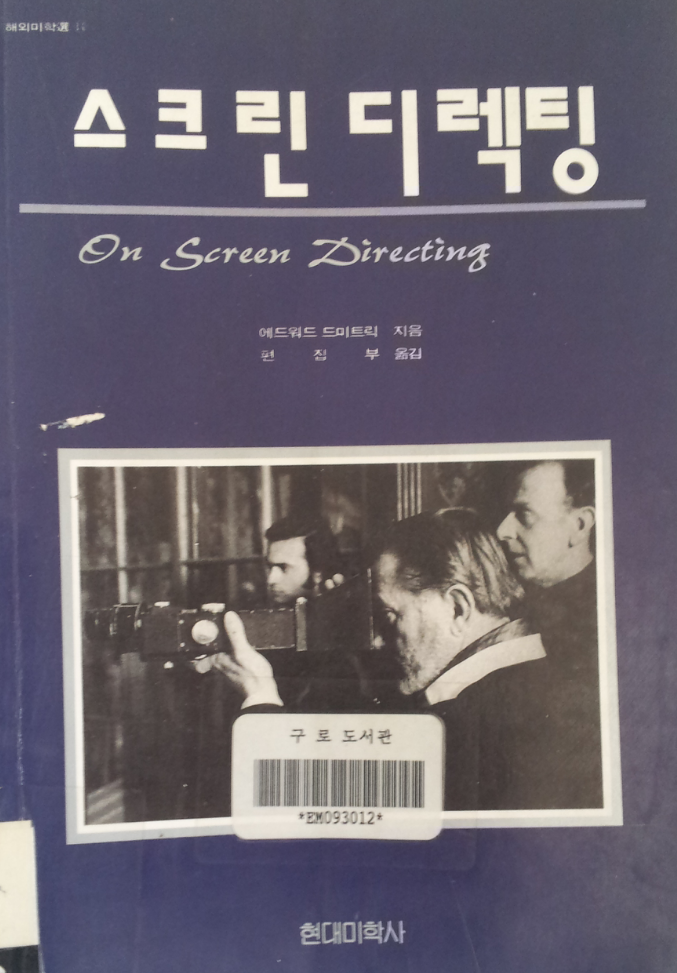 해외미학選
스크린 디렉팅
On Screen Directing
에드워드 드미트릭 지음
편 집 부 옮김
구 로 도서관
*EM093012*
현대미학사